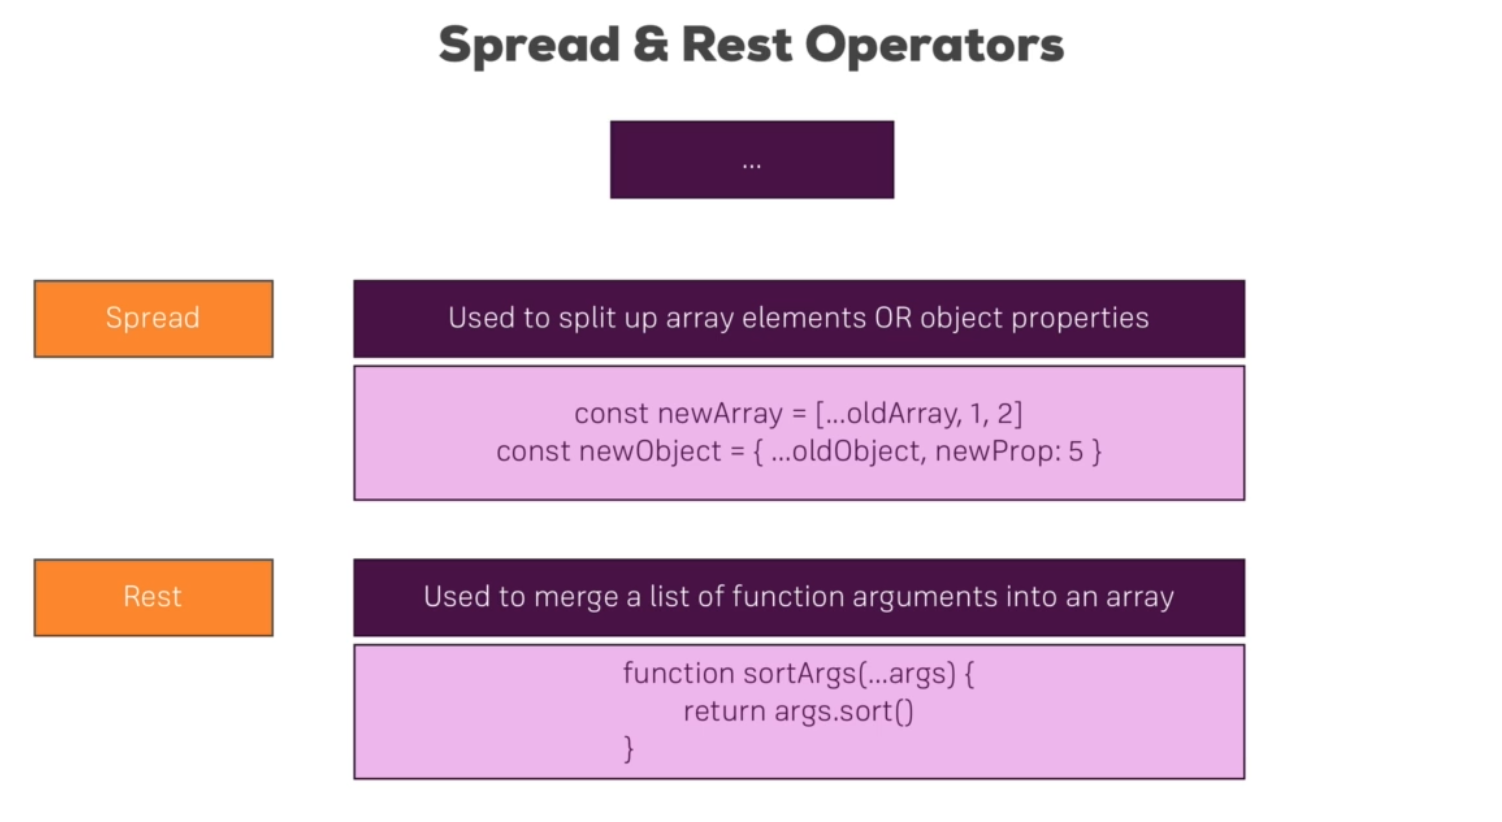 Spread & Rest Operators
...
Spread
Used to split up array elements OR object properties
const newArray = [...oldArray, 1, 2]
const newObject = { ...oldObject, newProp: 5 }
Rest
Used to merge a list of function arguments into an array
function sortArgs(...args) {
return args.sort()
}